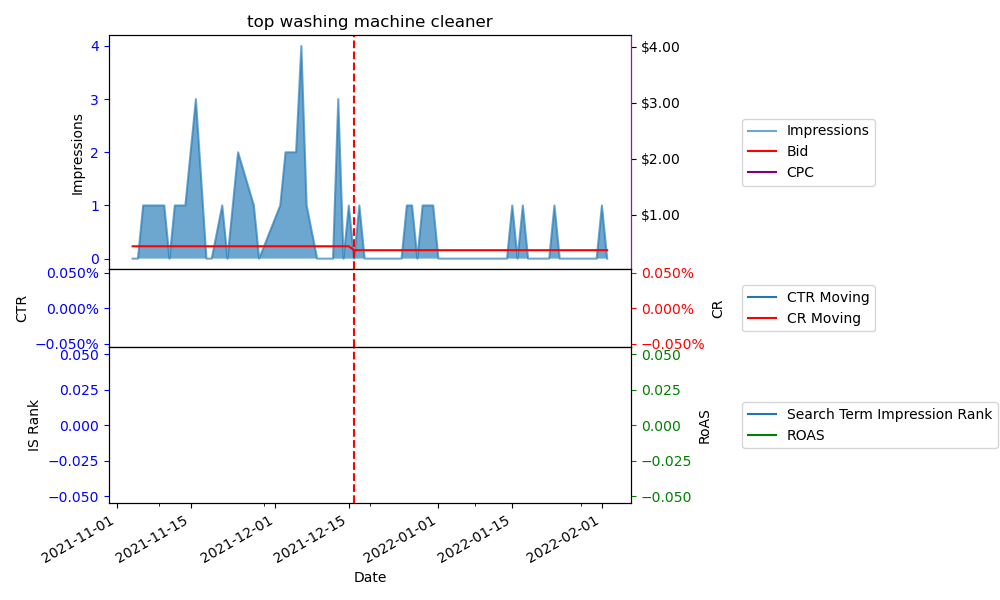 top washing machine cleaner
4
3
2
1
0
Impressions
$4.00
$3.00
$2.00
$1.00
Impressions
Bid
CPC
0.050%
0.000%
−0.050%
CTR
0.050%
0.000%
−0.050%
CR
CTR Moving
CR Moving
0.050
0.025
0.000
−0.025
−0.050
IS Rank
0.050
0.025
0.000
−0.025
−0.050
RoAS
Search Term Impression Rank
ROAS
2021-11-01
2021-11-15
2021-12-01
2021-12-15
2022-01-01
2022-01-15
2022-02-01
Date